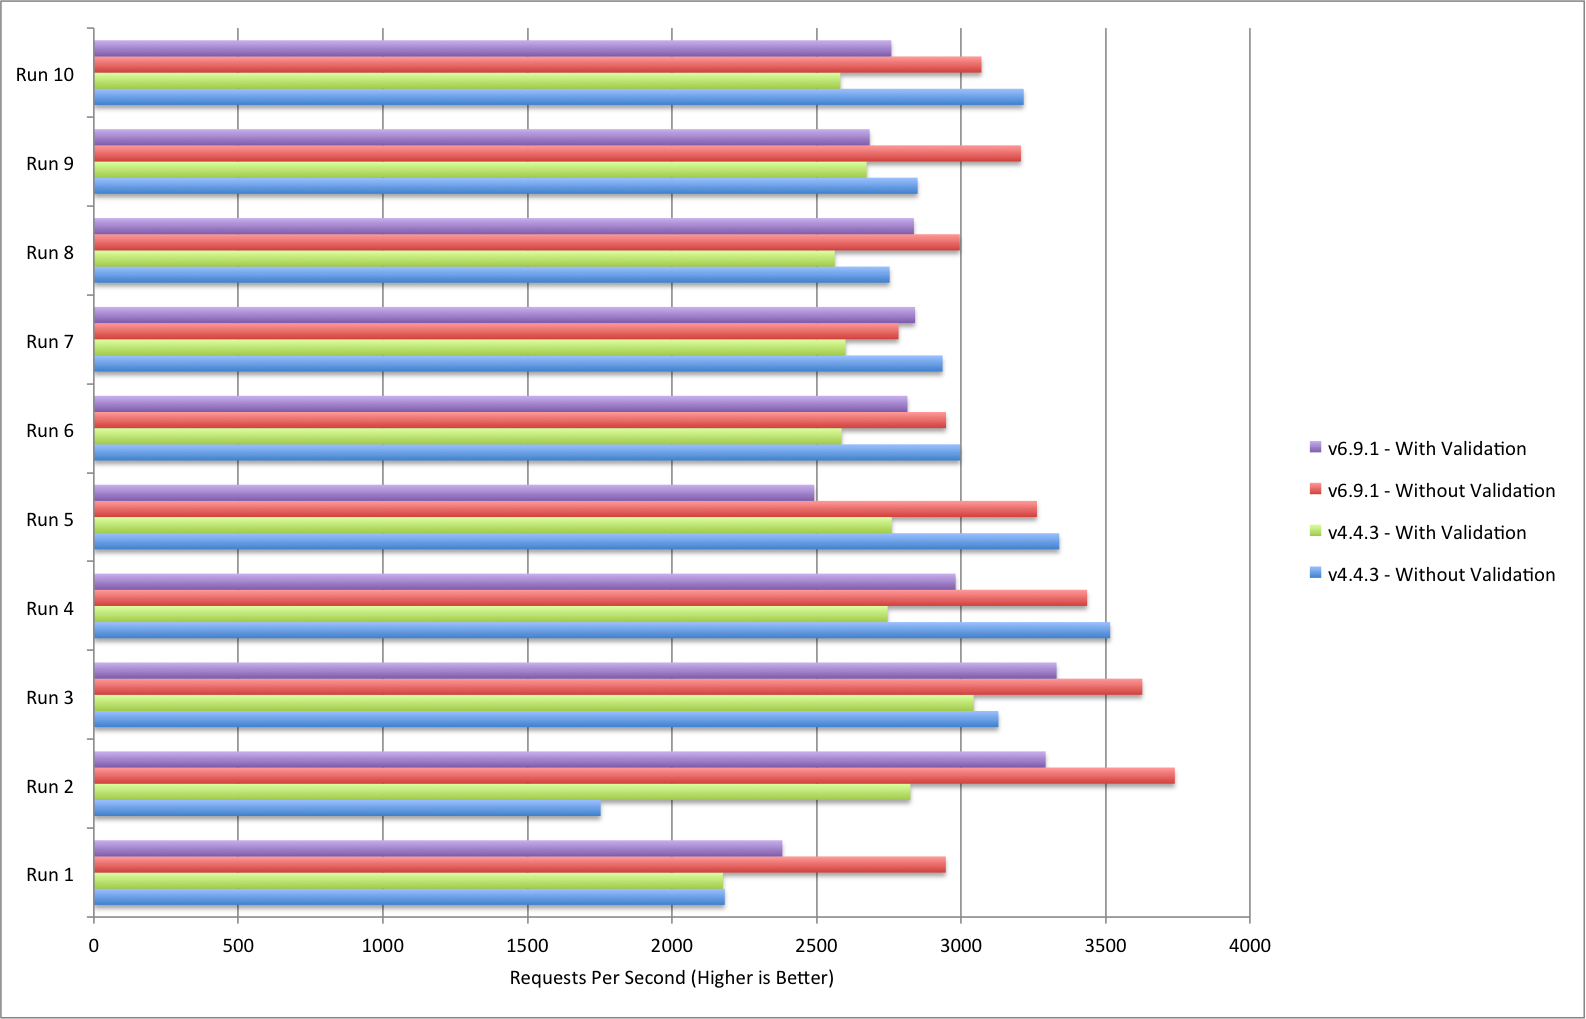 Run 10
Run 9
Run 8
Run 7
Run 6
Run 5
Run 4
Run 3
Run 2
Run 1
0 500 1000 1500 2000 2500 3000 3500 4000
Requests Per Second (Higher is Better)
v6.9.1 - With Validation
v6.9.1 - Without Validation
v4.4.3 - With Validation
v4.4.3 - Without Validation